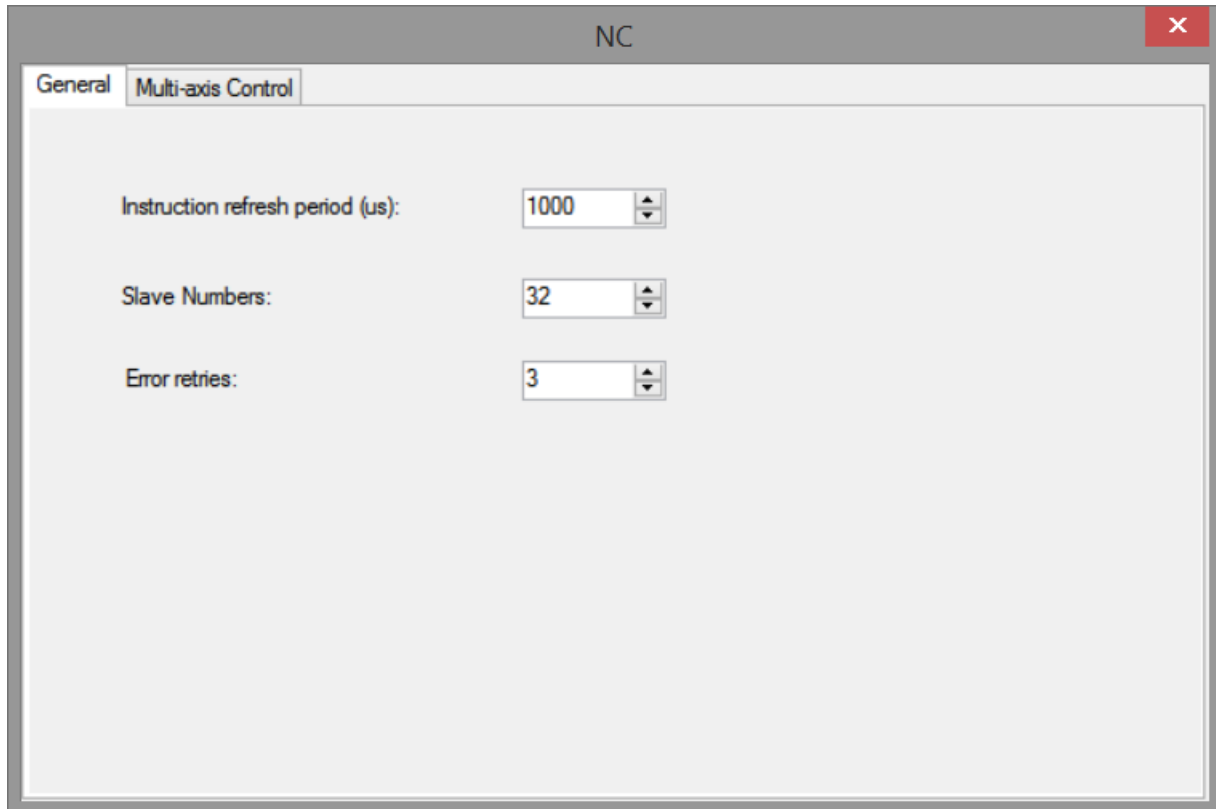 NC
General Multi-axis Control
Instruction refresh period (us): 1000
Slave Numbers: 32
Error retries: 3